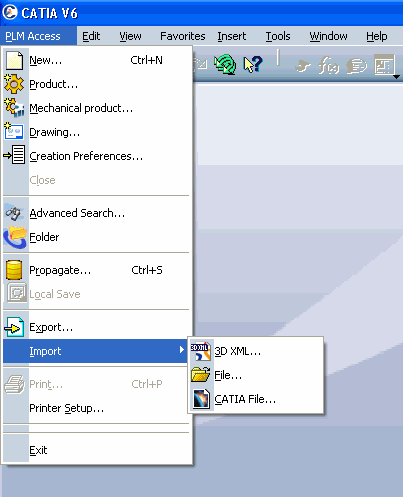 CATIA V6
PLM Access Edit View Favorites Insert Tools Window Help
New... Ctrl+N
Product...
Mechanical product...
Drawing...
Creation Preferences...
Close
Advanced Search...
Folder
Propagate... Ctrl+S
Local Save
Export...
Import
3D XML...
File...
CATIA File...
Print... Ctrl+P
Printer Setup...
Exit